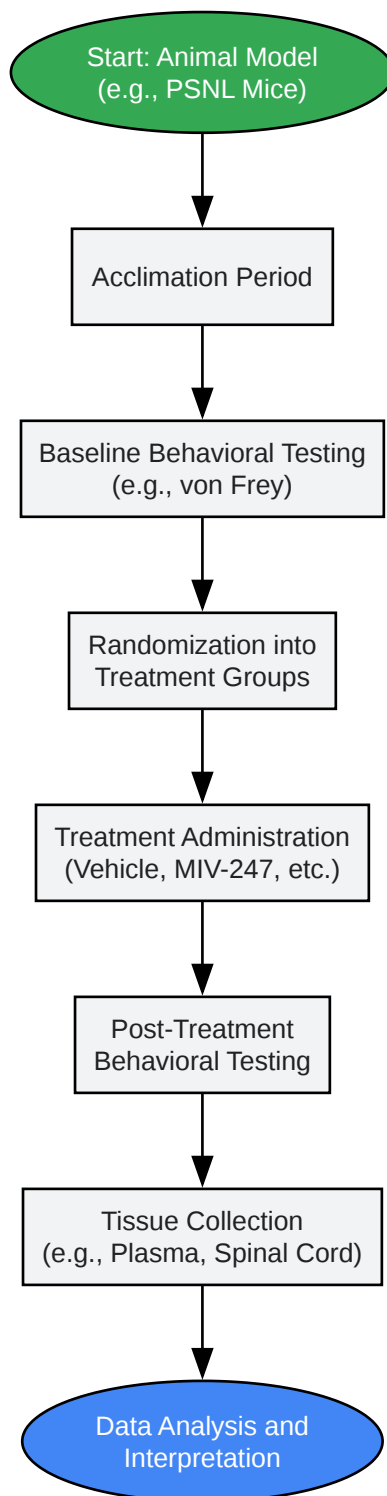 Start: Animal Model
(e.g., PSNL Mice)
Acclimation Period
Baseline Behavioral Testing
(e.g., von Frey)
Randomization into
Treatment Groups
Treatment Administration
(Vehicle, MIV-247, etc.)
Post-Treatment
Behavioral Testing
Tissue Collection
(e.g., Plasma, Spinal Cord)
Data Analysis and
Interpretation